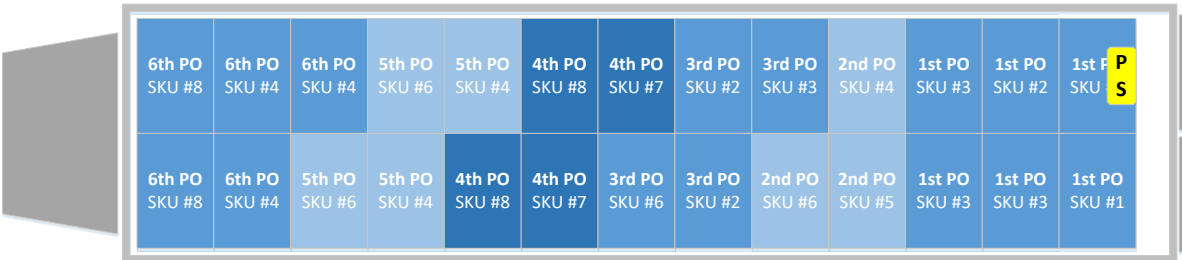 6th PO 6th PO 6th PO 5th PO 5th PO 4th PO 4th PO 3rd PO 3rd PO 2nd PO 1st PO 1st PO 1st P
SKU #8 SKU #4 SKU #4 SKU #6 SKU #4 SKU #8 SKU #7 SKU #2 SKU #3 SKU #4 SKU #3 SKU #2 SKU
P
S
6th PO 6th PO 5th PO 5th PO 4th PO 4th PO 3rd PO 3rd PO 2nd PO 2nd PO 1st PO 1st PO 1st PO
SKU #8 SKU #4 SKU #6 SKU #4 SKU #8 SKU #7 SKU #6 SKU #2 SKU #6 SKU #5 SKU #3 SKU #3 SKU #1